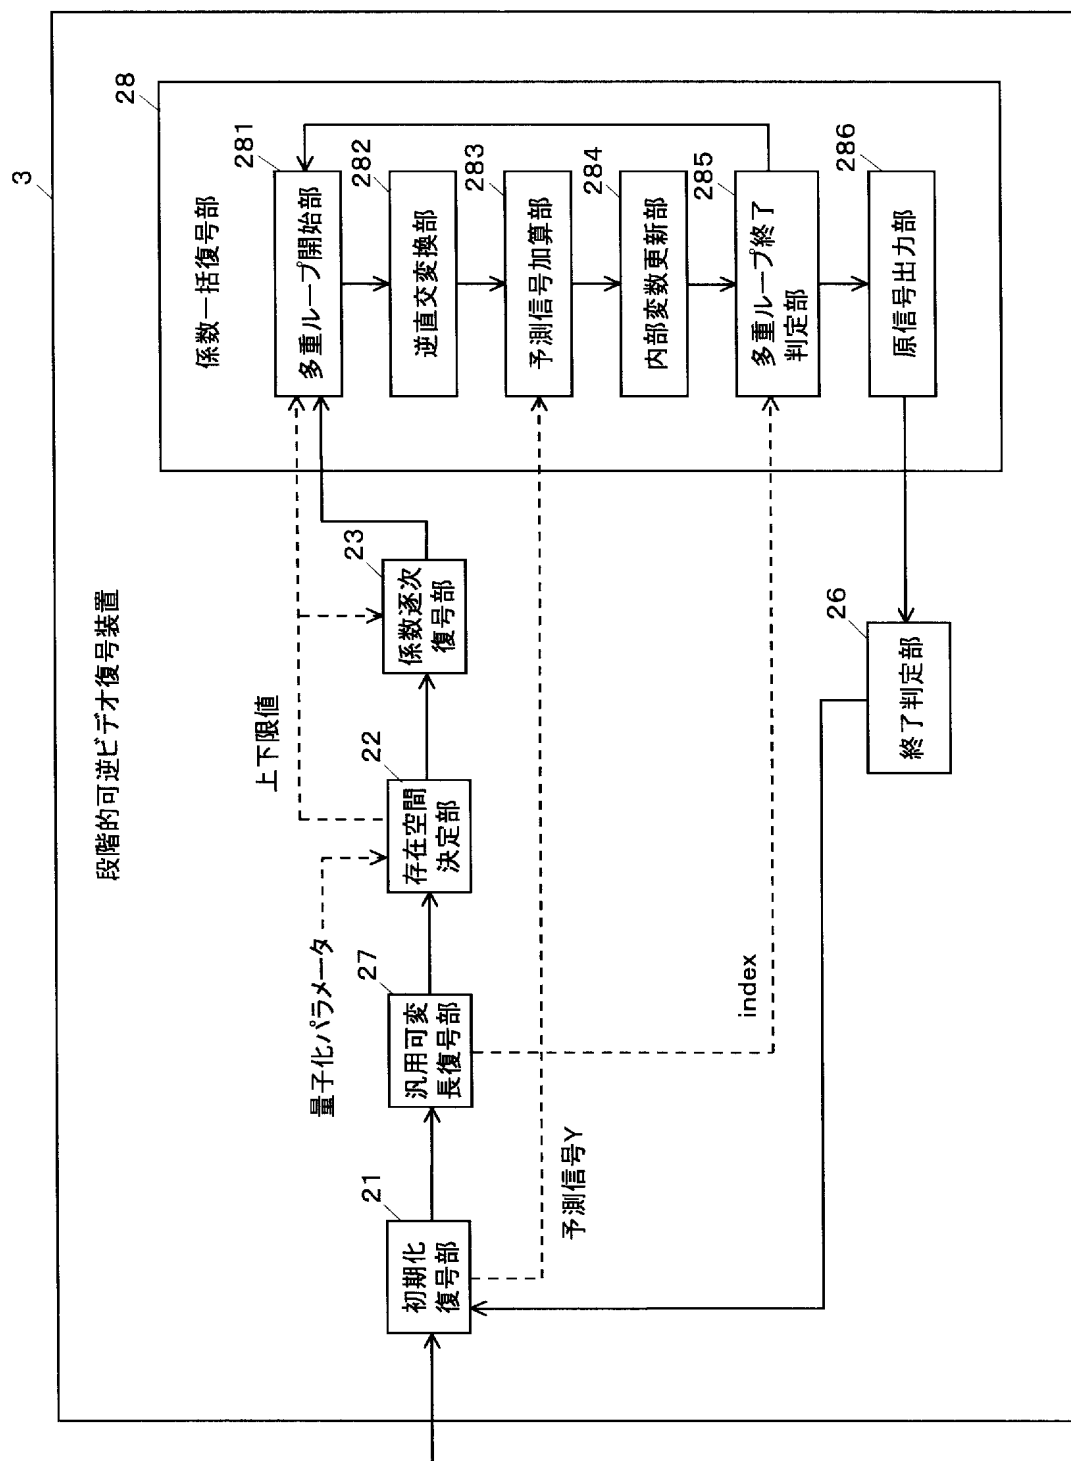 3
段階的可逆ビデオ復号装置
28
係数一括復号部
281
多重ループ開始部
282
逆直交変換部
283
予測信号加算部
284
内部変数更新部
285
多重ループ終了
判定部
286
原信号出力部
上下限値
量子化パラメータ
21
初期化
復号部
27
汎用可変
長復号部
22
存在空間
決定部
23
係数逐次
復号部
予測信号Y
index
26
終了判定部